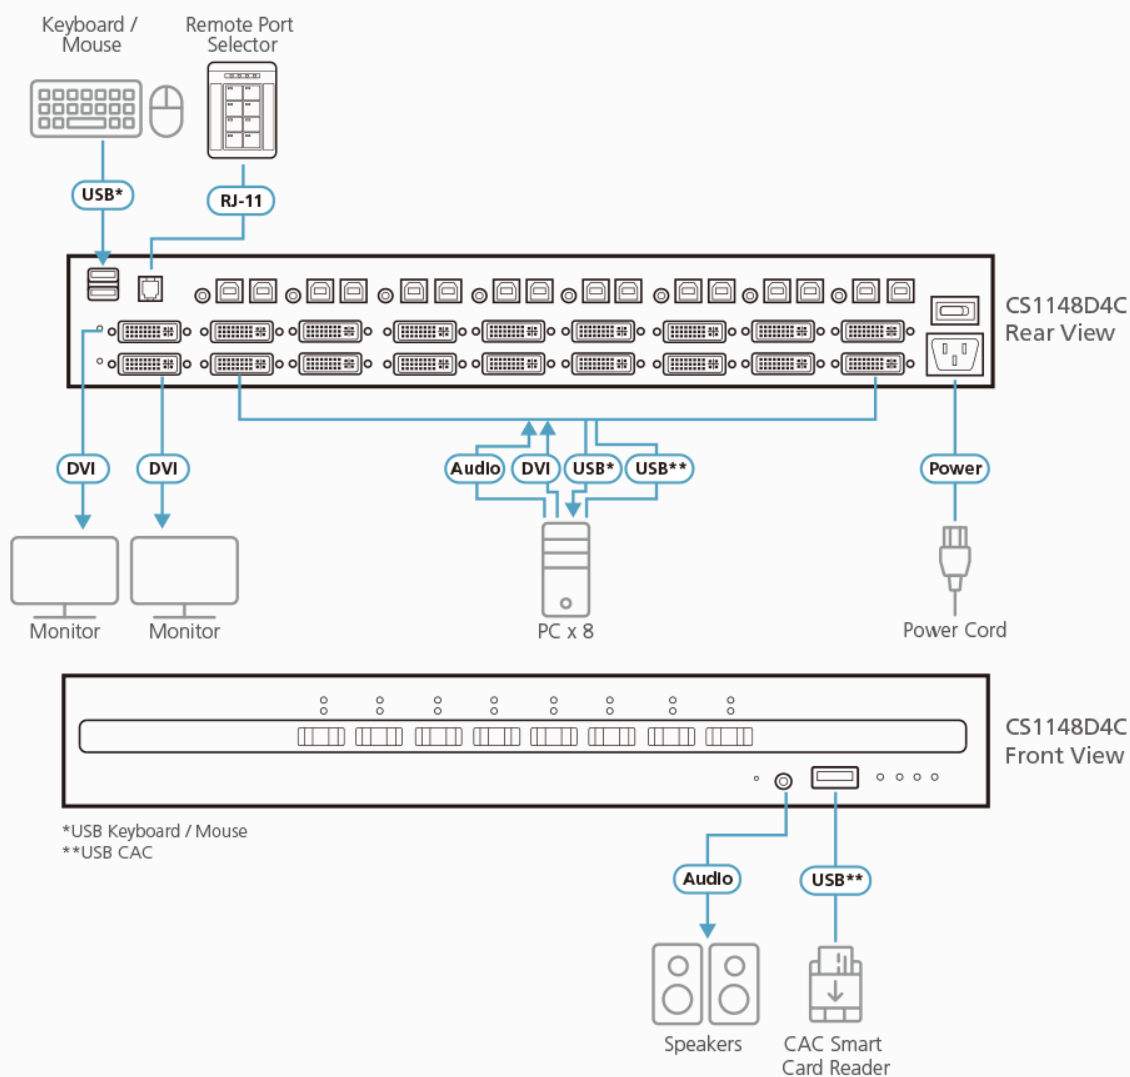 Keyboard /
Mouse
Remote Port
Selector
USB*
RJ-11
CS1148D4C
Rear View
DVI
DVI
Audio
DVI
USB*
USB**
Power
Monitor
Monitor
PC x 8
Power Cord
CS1148D4C
Front View
*USB Keyboard / Mouse
**USB CAC
Audio
USB**
Speakers
CAC Smart
Card Reader